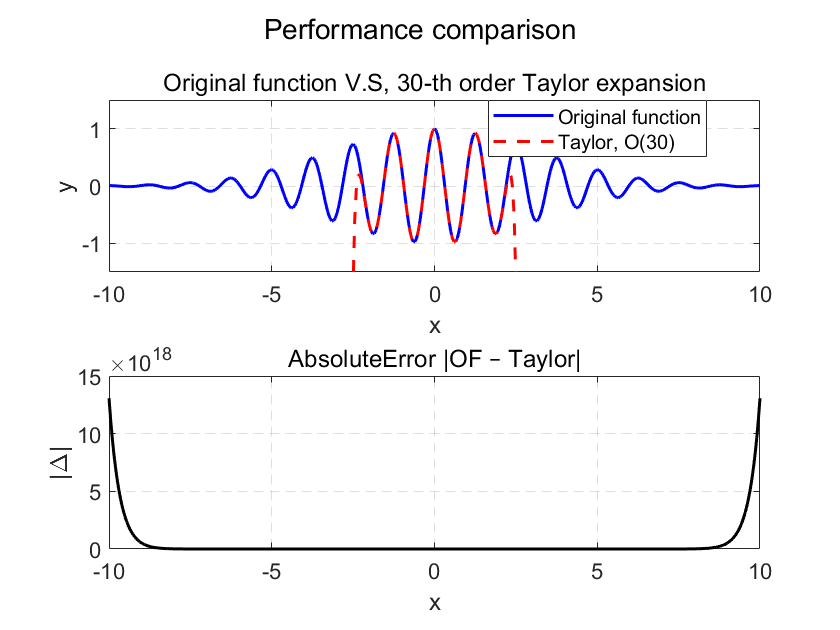 Performance comparison
Original function V.S, 30-th order Taylor expansion
Original function
Taylor, O(30)
1
0
-1
y
-10
-5
0
5
10
x
×10^18
AbsoluteError |OF – Taylor|
15
10
5
0
|Δ|
-10
-5
0
5
10
x